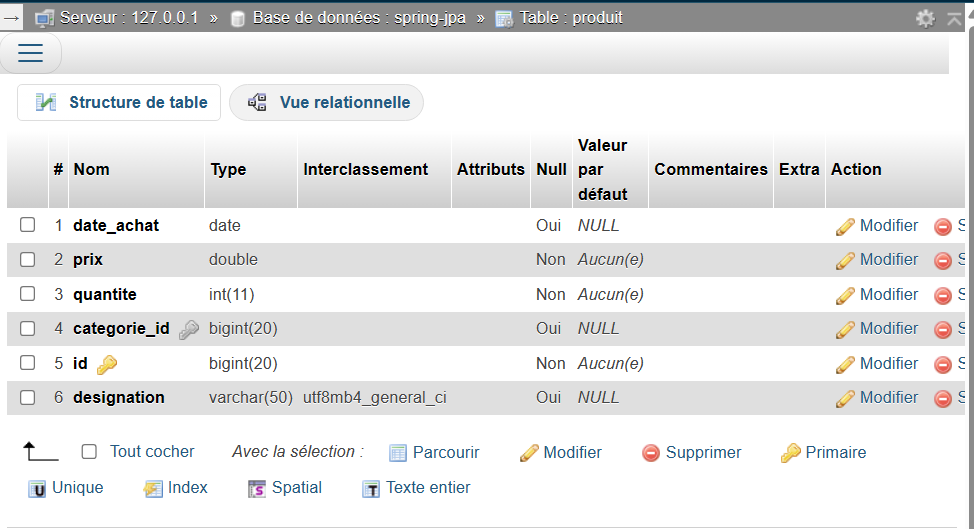 → Serveur : 127.0.0.1 » Base de données : spring-jpa » Table : produit
Structure de table Vue relationnelle
# Nom Type Interclassement Attributs Null Valeur par défaut Commentaires Extra Action
1 date_achat date Oui NULL Modifier S
2 prix double Non Aucun(e) Modifier S
3 quantite int(11) Non Aucun(e) Modifier S
4 categorie_id bigint(20) Oui NULL Modifier S
5 id bigint(20) Non Aucun(e) Modifier S
6 designation varchar(50) utf8mb4_general_ci Oui NULL Modifier S
Tout cocher Avec la sélection : Parcourir Modifier Supprimer Primaire
U Unique Index S Spatial T Texte entier